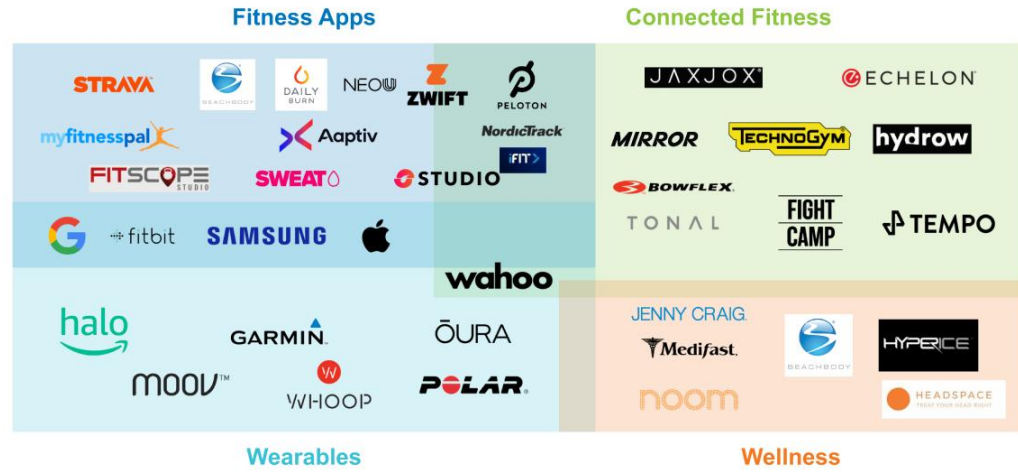 Fitness Apps
Connected Fitness
STRAVA
BEACHBODY
DAILY
BURN
NEOU
ZWIFT
PELOTON
JAXJOX
ECHELON
myfitnesspal
Aaptiv
NordicTrack
iFIT
MIRROR
TECHNOGYM
hydrow
FITSCOPE
STUDIO
SWEAT
STUDIO
BOWFLEX.
TONAL
FIGHT
CAMP
TEMPO
G
fitbit
SAMSUNG
wahoo
halo
GARMIN
ŌURA
JENNY CRAIG.
Medifast.
BEACHBODY
HYPERICE
MOOV™
W
WHOOP
POLAR®
noom
HEADSPACE
TREAT YOUR HEAD RIGHT
Wearables
Wellness